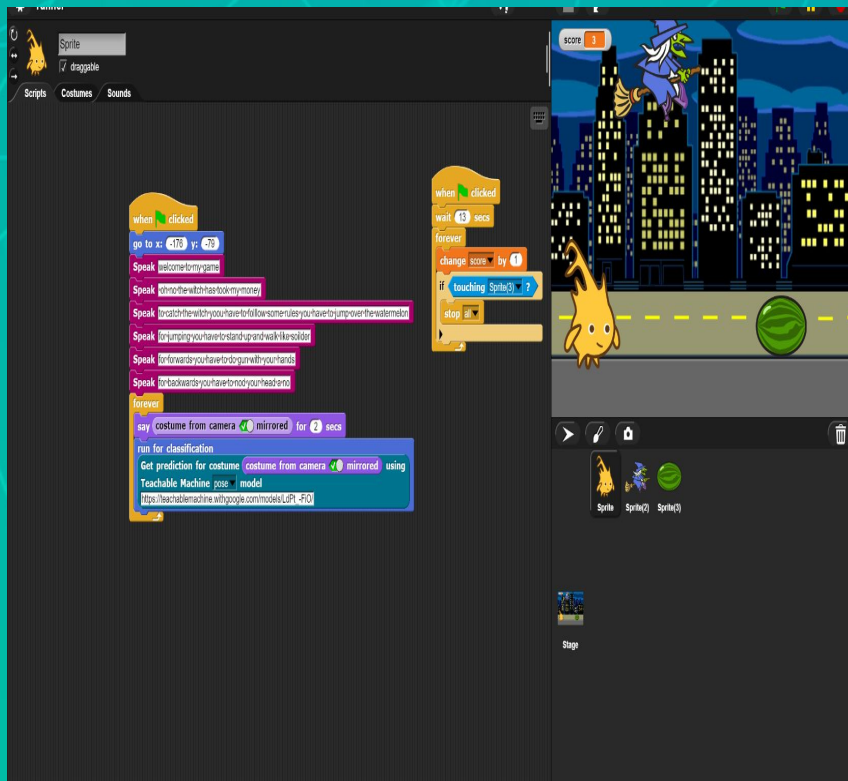 Sprite
draggable
Scripts Costumes Sounds
when clicked
go to x: -176 y: -79
Speak welcome-to-my-game
Speak -oh-no-the-witch-has-took-my-money
Speak to-catch-the-witch-yoou-have-to-folllow-some-rules-you-have-to-jump-over-the-watermelon
Speak for-jumping-you-have-to-stand-up-and-walk-like-soilder
Speak for-forwards-you-have-to-do-gun-with-your-hands
Speak for-backwards-you-have-to-nod-your-head-a-no
forever
say costume from camera mirrored for 2 secs
run for classification
Get prediction for costume costume from camera mirrored using
Teachable Machine pose model
when clicked
wait 13 secs
forever
change score by 1
if touching Sprite(3) ?
stop all
score 3
Sprite Sprite(2) Sprite(3)
Stage